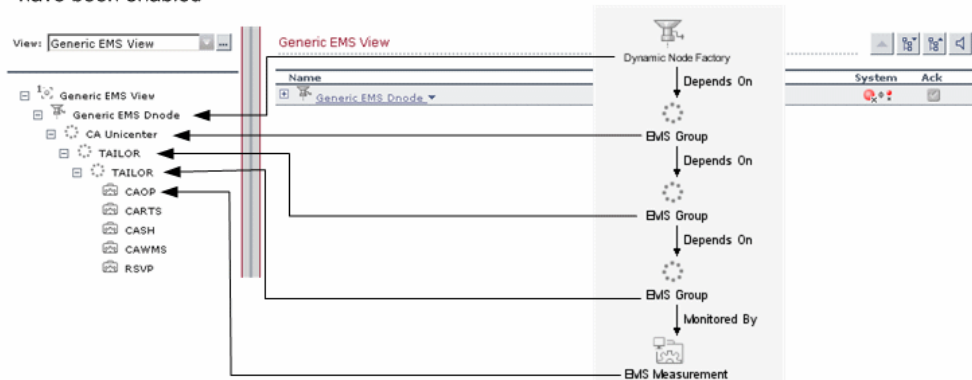 have been enabled
View: Generic EMS View
...
Generic EMS View
Generic EMS Dnode
CA Unicenter
TAILOR
TAILOR
CAOP
CARTS
CASH
CAWMS
RSVP
Generic EMS View
Name
System
Ack
Generic EMS Dnode
Dynamic Node Factory
Depends On
EMS Group
Depends On
EMS Group
Depends On
EMS Group
Monitored By
EMS Measurement